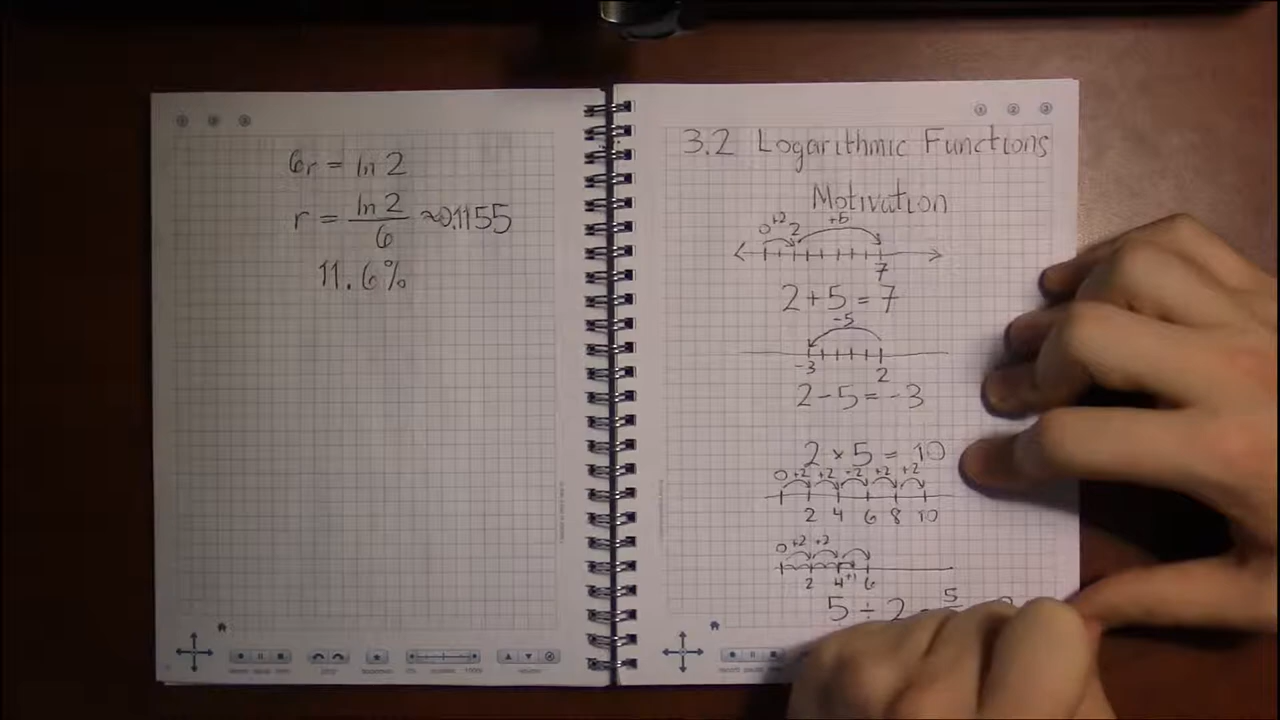 6r = ln 2
r = ln 2 / 6 ≈ 0.1155
11.6%
3.2 Logarithmic Functions
Motivation
0 +2 2 +5
7
2 + 5 = 7
-5
-3 2
2 - 5 = -3
2 × 5 = 10
0 +2 +2 +2 +2 +2
2 4 6 8 10
0 +2 +2
2 4 +1 6
5 ÷ 2 5